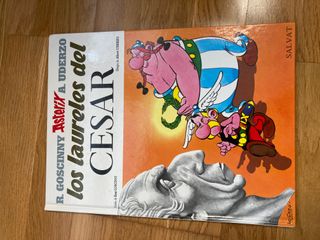 R. GOSCINNY Asterix A. UDERZO
los laureles del
CESAR
SALVAT